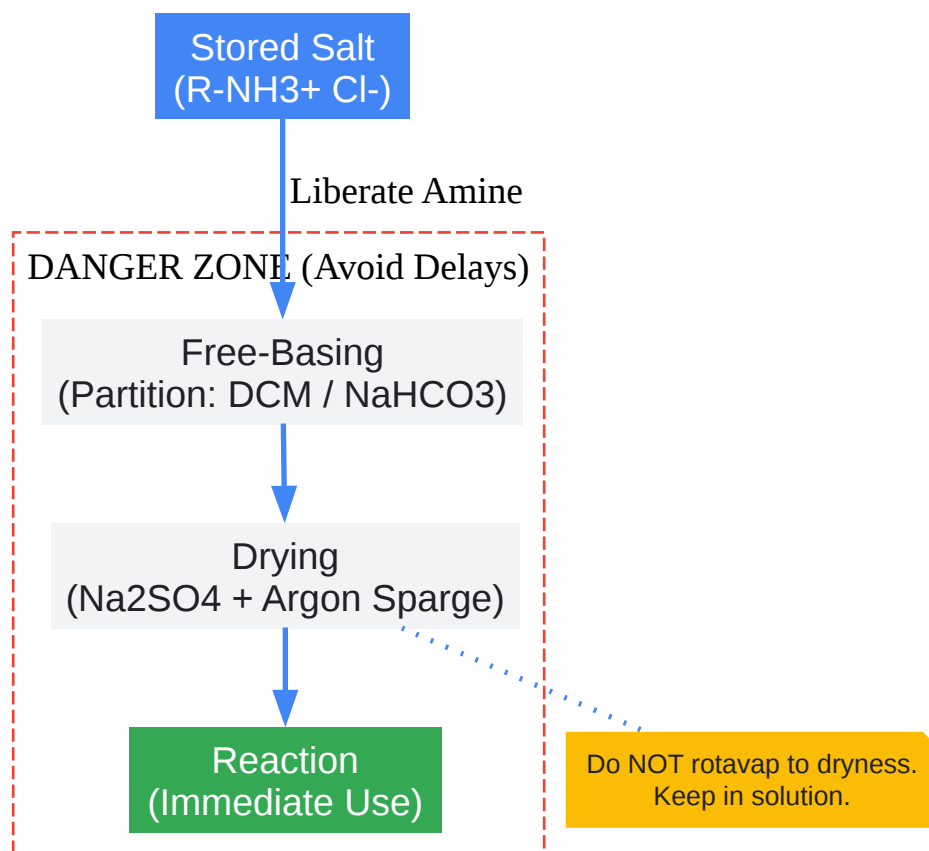 Stored Salt
(R-NH3+ Cl-)
Liberate Amine
DANGER ZONE (Avoid Delays)
Free-Basing
(Partition: DCM / NaHCO3)
Drying
(Na2SO4 + Argon Sparge)
Reaction
(Immediate Use)
Do NOT rotavap to dryness.
Keep in solution.